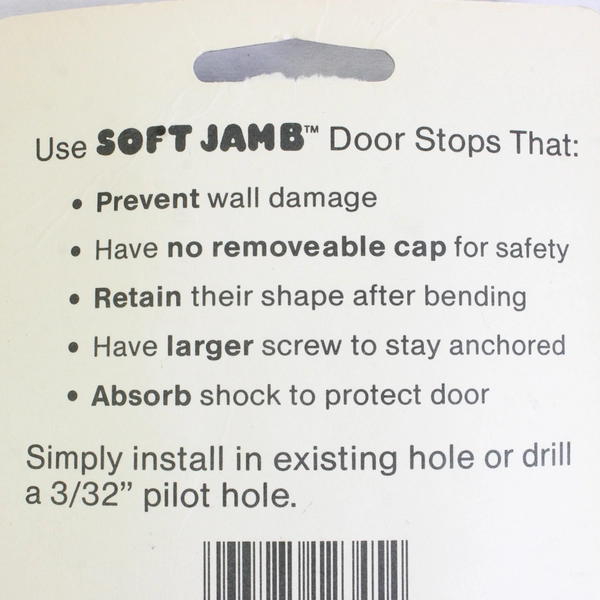 Use SOFT JAMB™ Door Stops That:
• Prevent wall damage
• Have no removeable cap for safety
• Retain their shape after bending
• Have larger screw to stay anchored
• Absorb shock to protect door
Simply install in existing hole or drill
a 3/32” pilot hole.